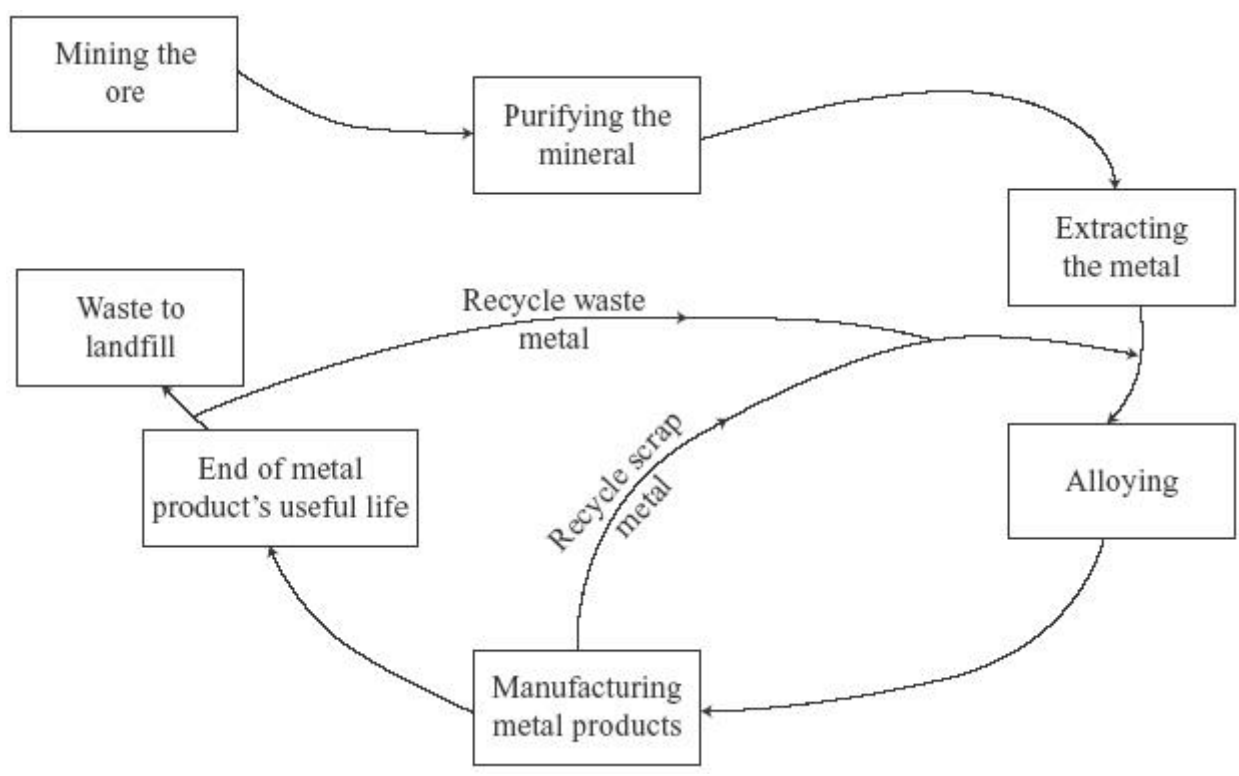 Mining the
ore
Purifying the
mineral
Extracting
the metal
Waste to
landfill
Recycle waste
metal
Recycle scrap
metal
End of metal
product’s useful life
Alloying
Manufacturing
metal products